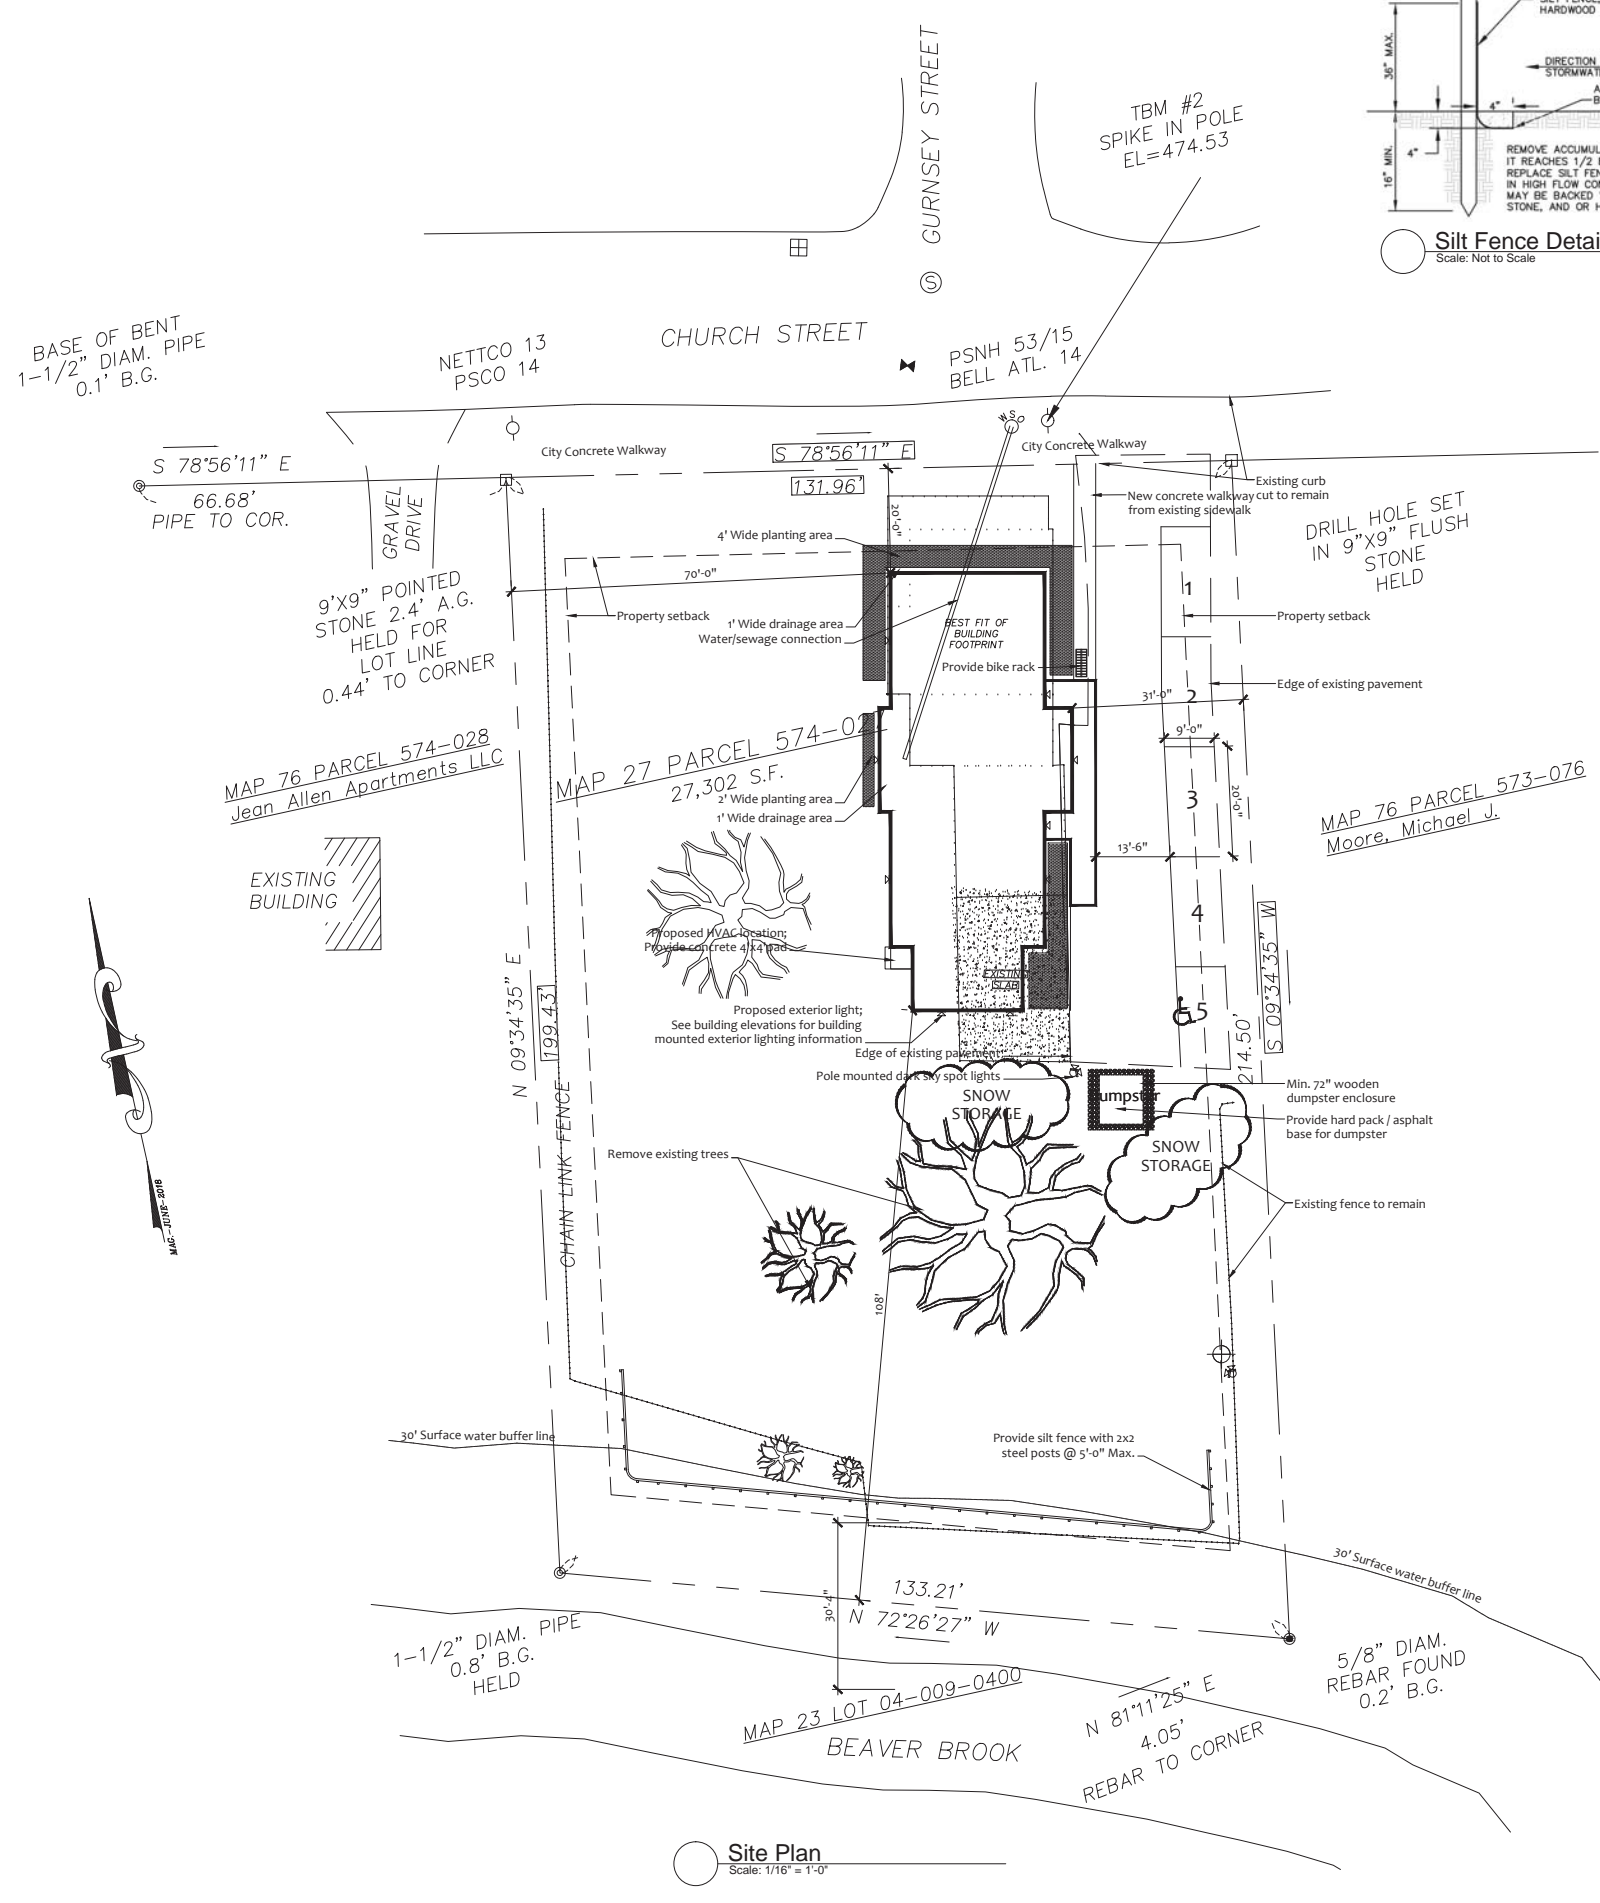 HARDWOOD
36" MAX.
DIRECTION
STORMWAT
4"
4"
16" MIN.
REMOVE ACCUMUL
IT REACHES 1/2
REPLACE SILT FEN
IN HIGH FLOW CON
MAY BE BACKED
STONE, AND OR H
Silt Fence Detai
Scale: Not to Scale
GURNSEY STREET
S
TBM #2
SPIKE IN POLE
EL=474.53
CHURCH STREET
BASE OF BENT
1-1/2" DIAM. PIPE
0.1' B.G.
NETTCO 13
PSCO 14
PSNH 53/15
BELL ATL. 14
WSO
S 78°56'11" E
66.68'
PIPE TO COR.
City Concrete Walkway
S 78°56'11" E
131.96'
City Concrete Walkway
Existing curb
cut to remain
New concrete walkway
from existing sidewalk
GRAVEL
DRIVE
20'-0"
4' Wide planting area
DRILL HOLE SET
IN 9"X9" FLUSH
STONE
HELD
9'X9" POINTED
STONE 2.4' A.G.
HELD FOR
LOT LINE
0.44' TO CORNER
70'-0"
Property setback
1' Wide drainage area
Water/sewage connection
BEST FIT OF
BUILDING
FOOTPRINT
Provide bike rack
1
Property setback
Edge of existing pavement
31'-0"
2
9'-0"
3
20'-0"
MAP 76 PARCEL 574-028
Jean Allen Apartments LLC
MAP 27 PARCEL 574-02
27,302 S.F.
2' Wide planting area
1' Wide drainage area
MAP 76 PARCEL 573-076
Moore, Michael J.
13'-6"
EXISTING
BUILDING
4
Proposed HVAC location;
Provide concrete 4'x4' pad
EXISTING
SLAB
5
N 09°34'35" E
199.43'
S 09°34'35" W
214.50'
Proposed exterior light;
See building elevations for building
mounted exterior lighting information
Edge of existing pavement
Pole mounted dark sky spot lights
SNOW
STORAGE
Dumpster
Min. 72" wooden
dumpster enclosure
Provide hard pack / asphalt
base for dumpster
SNOW
STORAGE
Remove existing trees
Existing fence to remain
CHAIN LINK FENCE
MAG.-JUNE-2018
108'
30' Surface water buffer line
Provide silt fence with 2x2
steel posts @ 5'-0" Max.
30' Surface water buffer line
30'-4"
133.21'
N 72°26'27" W
1-1/2" DIAM. PIPE
0.8' B.G.
HELD
5/8" DIAM.
REBAR FOUND
0.2' B.G.
MAP 23 LOT 04-009-0400
BEAVER BROOK
N 81°11'25" E
4.05'
REBAR TO CORNER
Site Plan
Scale: 1/16" = 1'-0"